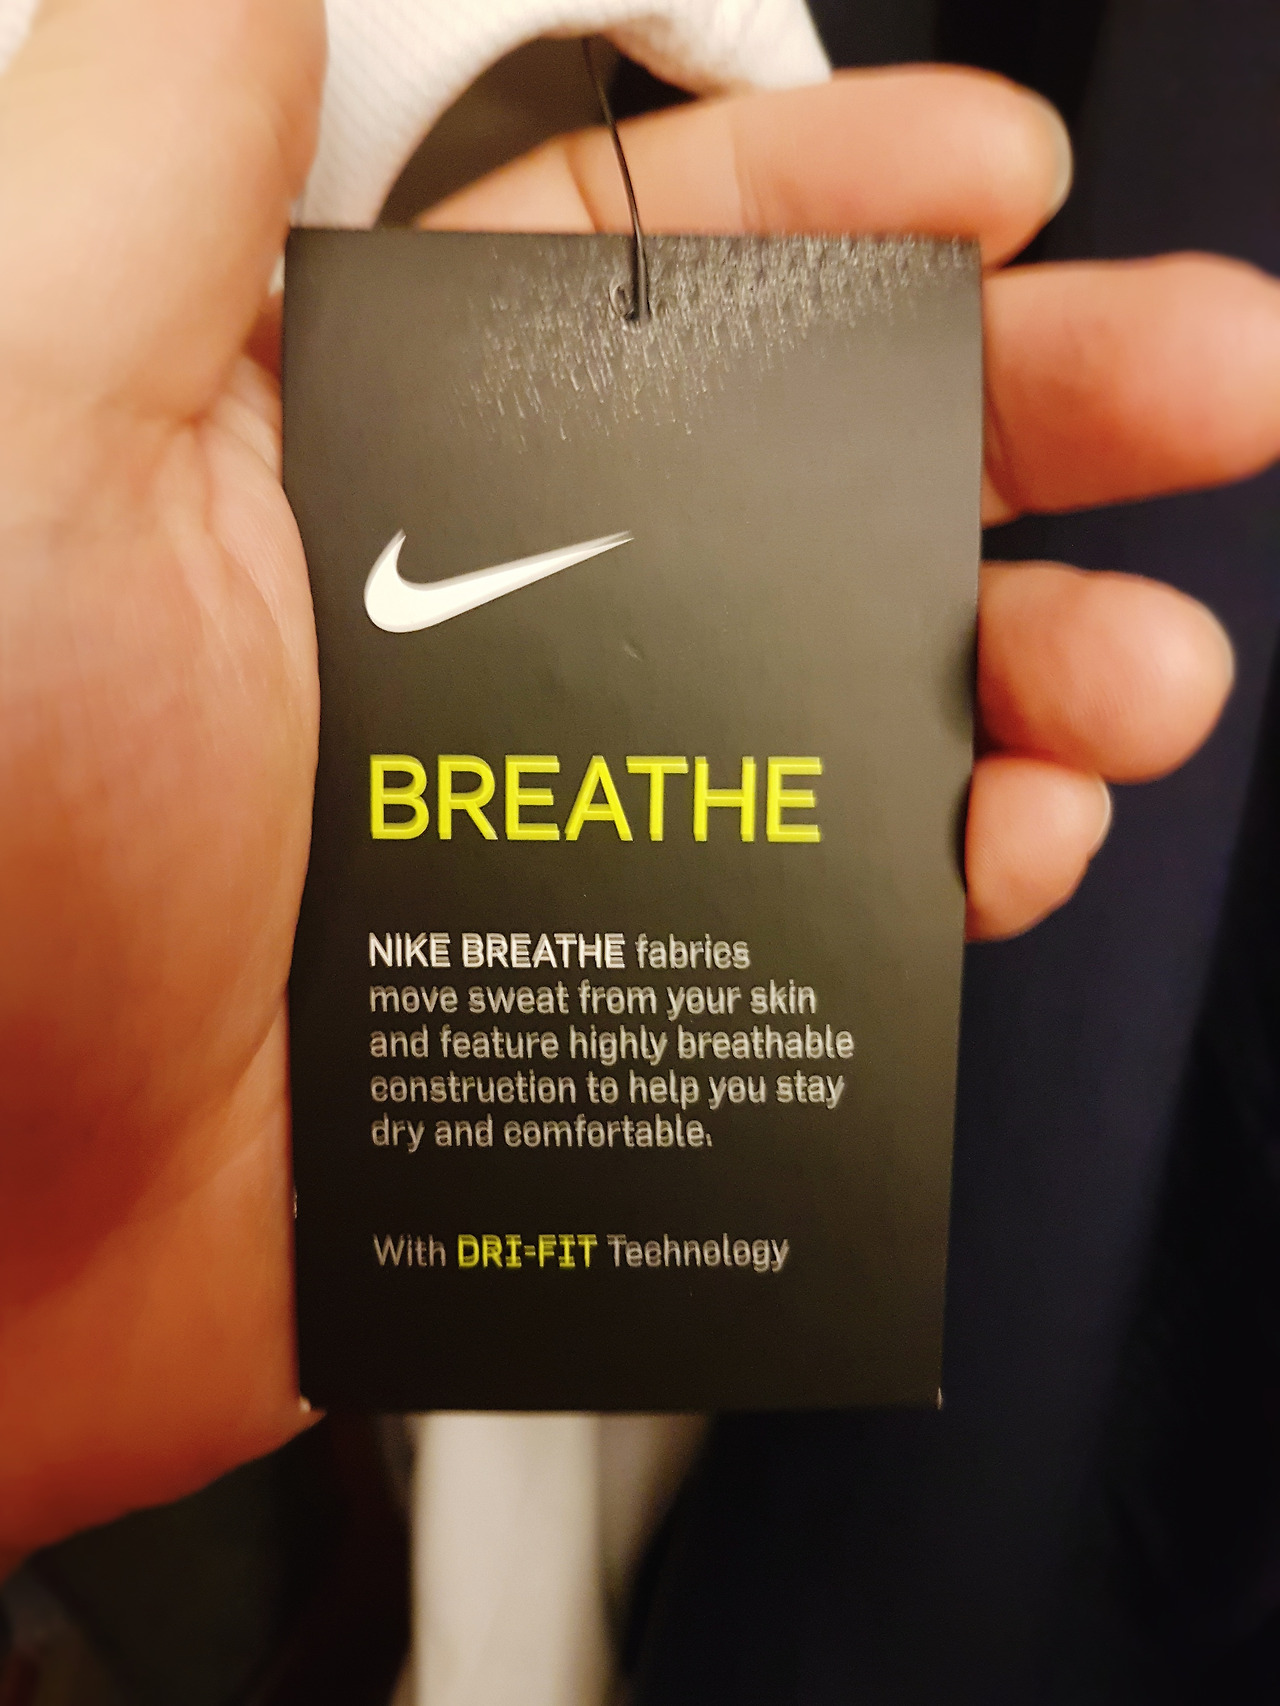 BREATHE
NIKE BREATHE fabrics
move sweat from your skin
and feature highly breathable
construction to help you stay
dry and comfortable.
With DRI-FIT Technology